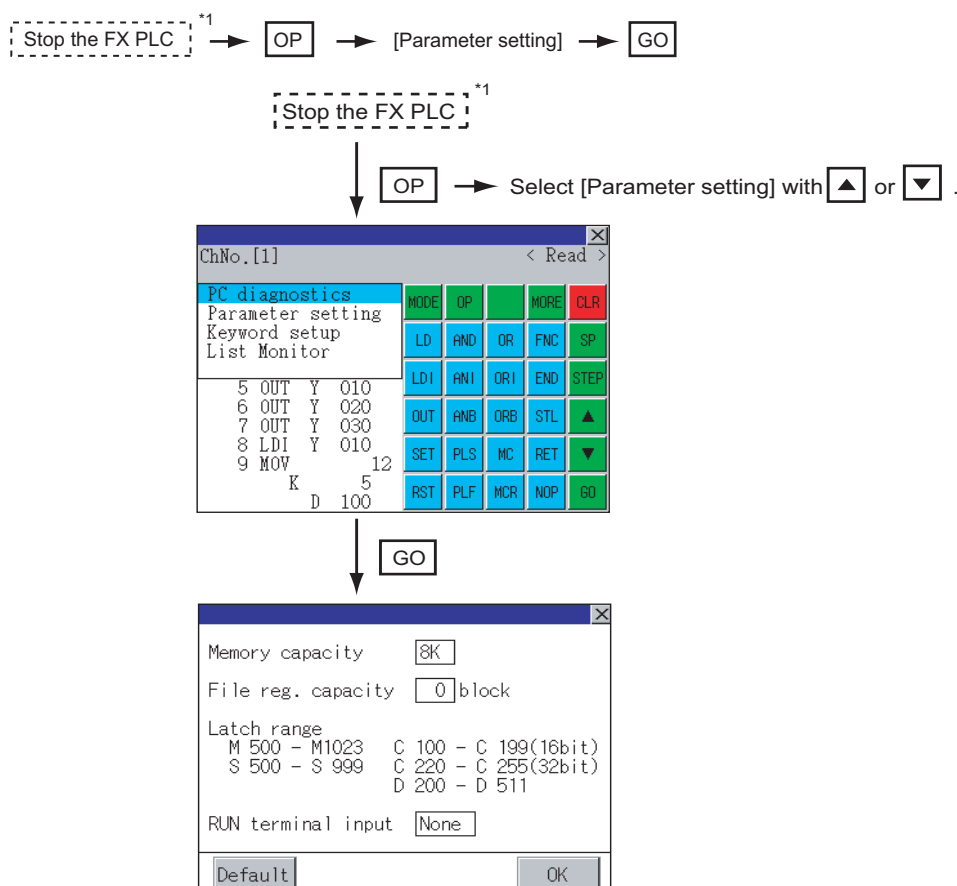 Stop the FX PLC *1 OP [Parameter setting] GO
Stop the FX PLC *1
OP Select [Parameter setting] with ▲ or ▼ .
ChNo.[1] < Read >
PC diagnostics
Parameter setting
Keyword setup
List Monitor
5 OUT Y 010
6 OUT Y 020
7 OUT Y 030
8 LDI Y 010
9 MOV 12
K 5
D 100
MODE OP MORE CLR
LD AND OR FNC SP
LDI ANI ORI END STEP
OUT ANB ORB STL ▲
SET PLS MC RET ▼
RST PLF MCR NOP GO
GO
Memory capacity 8K
File reg. capacity 0 block
Latch range
M 500 - M1023 C 100 - C 199(16bit)
S 500 - S 999 C 220 - C 255(32bit)
D 200 - D 511
RUN terminal input None
Default OK